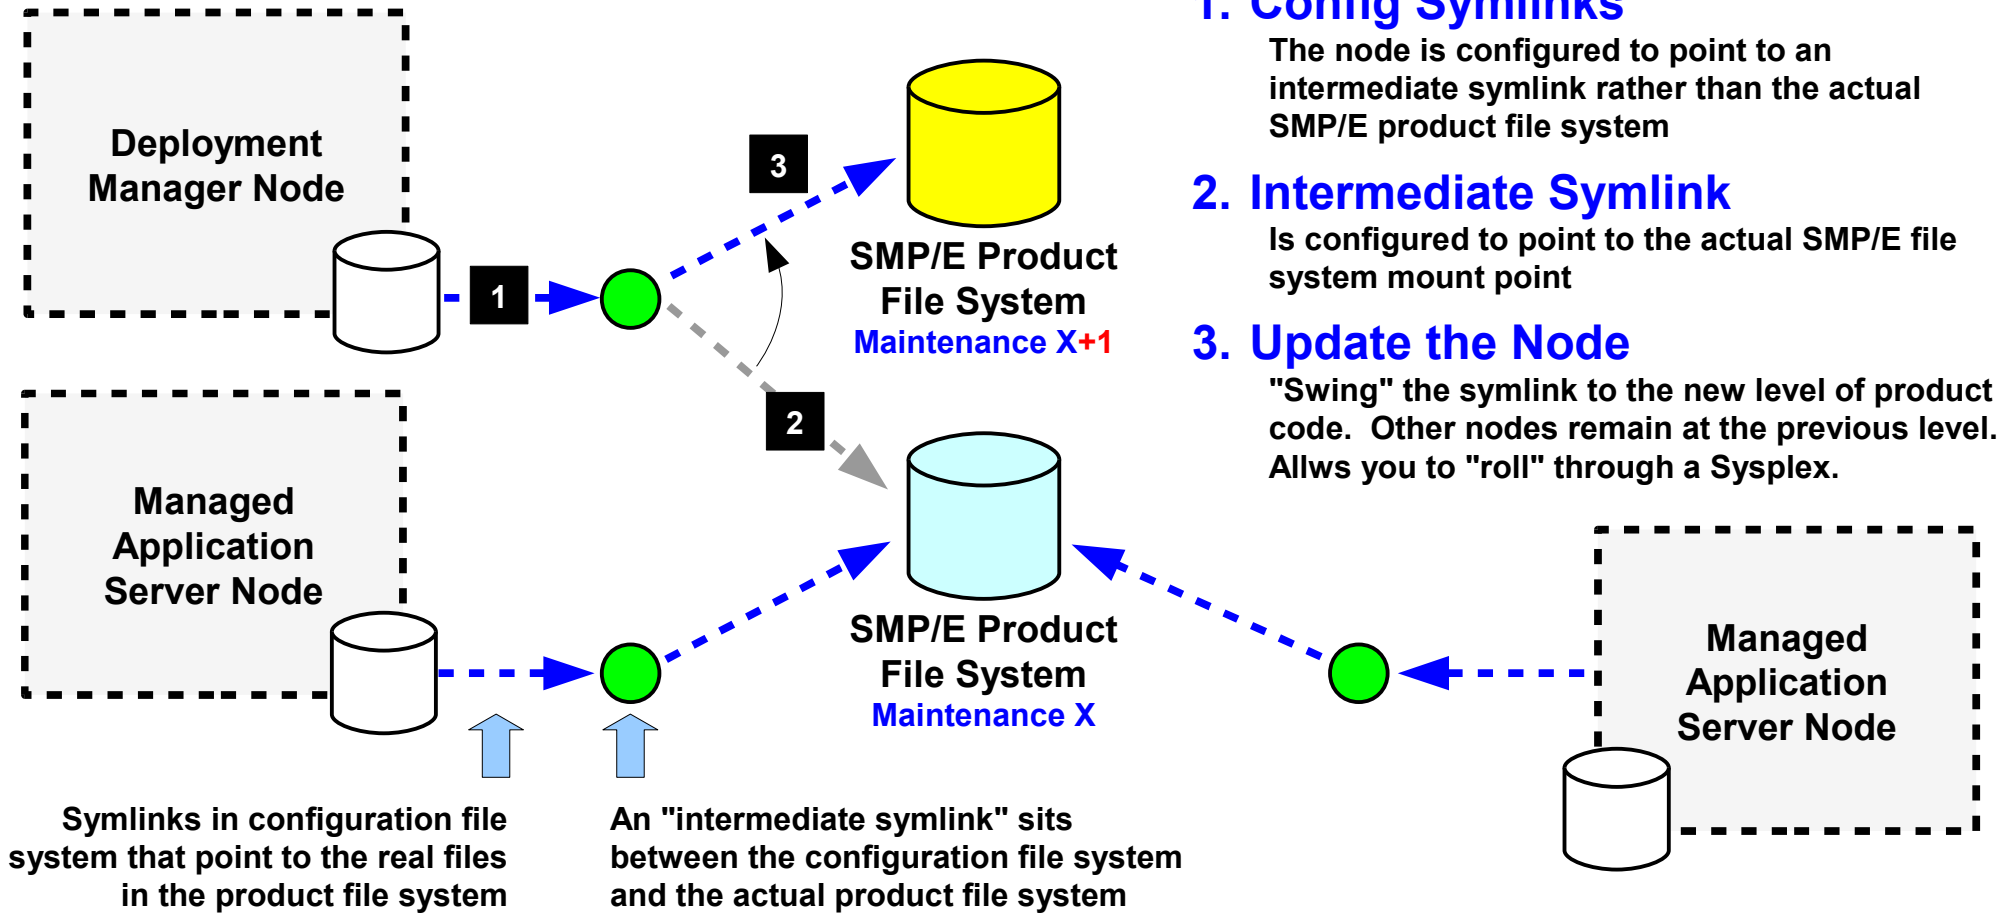 1. Config Symlinks
The node is configured to point to an
intermediate symlink rather than the actual
SMP/E product file system
2. Intermediate Symlink
Is configured to point to the actual SMP/E file
system mount point
3. Update the Node
"Swing" the symlink to the new level of product
code.  Other nodes remain at the previous level.
Allws you to "roll" through a Sysplex.
Deployment
Manager Node
1
3
2
SMP/E Product
File System
Maintenance X+1
Managed
Application
Server Node
SMP/E Product
File System
Maintenance X
Managed
Application
Server Node
Symlinks in configuration file
system that point to the real files
in the product file system
An "intermediate symlink" sits
between the configuration file system
and the actual product file system